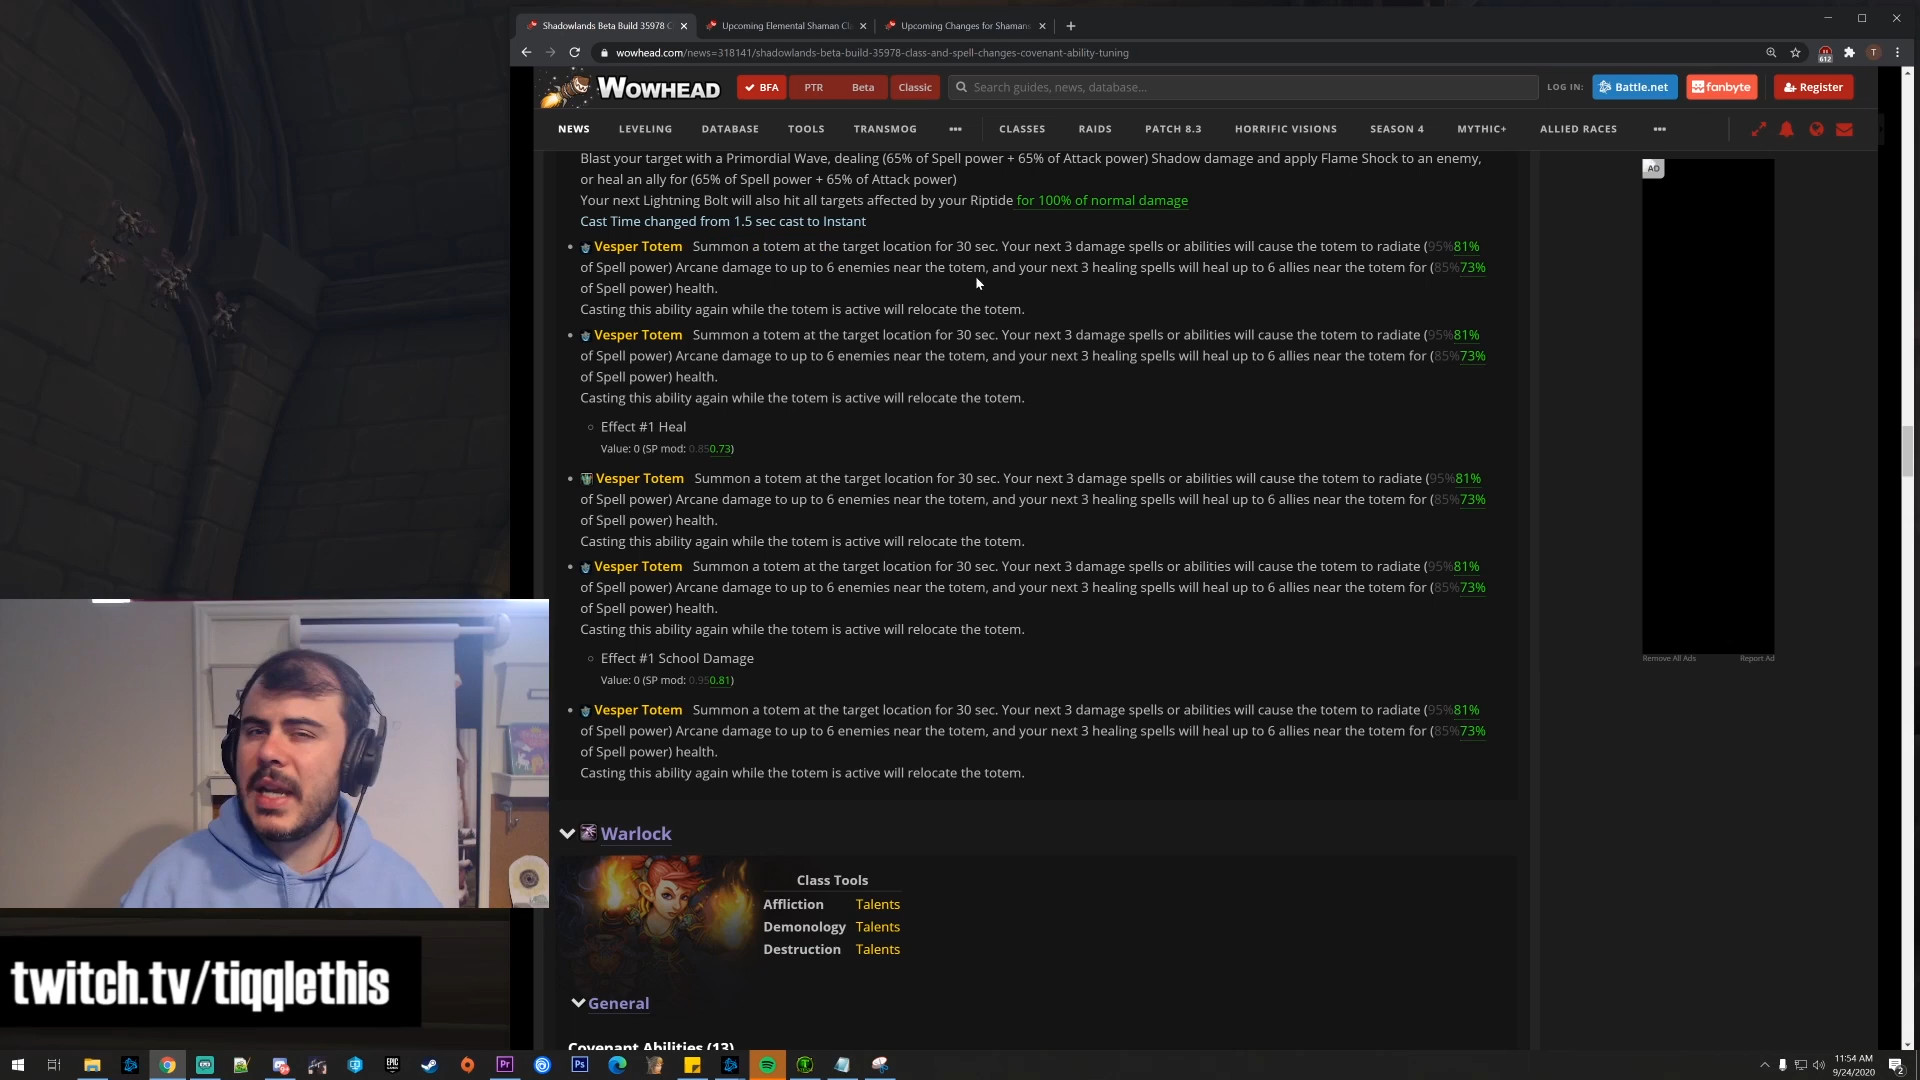 Shadowlands Beta Build 35978 C
Upcoming Elemental Shaman Cl
Upcoming Changes for Shamans
wowhead.com/news=318141/shadowlands-beta-build-35978-class-and-spell-changes-covenant-ability-tuning
612
T
WOWHEAD
BFA
PTR
Beta
Classic
Search guides, news, database...
LOG IN:
Battle.net
fanbyte
Register
NEWS
LEVELING
DATABASE
TOOLS
TRANSMOG
CLASSES
RAIDS
PATCH 8.3
HORRIFIC VISIONS
SEASON 4
MYTHIC+
ALLIED RACES
Blast your target with a Primordial Wave, dealing (65% of Spell power + 65% of Attack power) Shadow damage and apply Flame Shock to an enemy,
or heal an ally for (65% of Spell power + 65% of Attack power)
Your next Lightning Bolt will also hit all targets affected by your Riptide for 100% of normal damage
Cast Time changed from 1.5 sec cast to Instant
Vesper Totem Summon a totem at the target location for 30 sec. Your next 3 damage spells or abilities will cause the totem to radiate (95%81%
of Spell power) Arcane damage to up to 6 enemies near the totem, and your next 3 healing spells will heal up to 6 allies near the totem for (85%73%
of Spell power) health.
Casting this ability again while the totem is active will relocate the totem.
Vesper Totem Summon a totem at the target location for 30 sec. Your next 3 damage spells or abilities will cause the totem to radiate (95%81%
of Spell power) Arcane damage to up to 6 enemies near the totem, and your next 3 healing spells will heal up to 6 allies near the totem for (85%73%
of Spell power) health.
Casting this ability again while the totem is active will relocate the totem.
Effect #1 Heal
Value: 0 (SP mod: 0.850.73)
Vesper Totem Summon a totem at the target location for 30 sec. Your next 3 damage spells or abilities will cause the totem to radiate (95%81%
of Spell power) Arcane damage to up to 6 enemies near the totem, and your next 3 healing spells will heal up to 6 allies near the totem for (85%73%
of Spell power) health.
Casting this ability again while the totem is active will relocate the totem.
Vesper Totem Summon a totem at the target location for 30 sec. Your next 3 damage spells or abilities will cause the totem to radiate (95%81%
of Spell power) Arcane damage to up to 6 enemies near the totem, and your next 3 healing spells will heal up to 6 allies near the totem for (85%73%
of Spell power) health.
Casting this ability again while the totem is active will relocate the totem.
Effect #1 School Damage
Value: 0 (SP mod: 0.950.81)
Vesper Totem Summon a totem at the target location for 30 sec. Your next 3 damage spells or abilities will cause the totem to radiate (95%81%
of Spell power) Arcane damage to up to 6 enemies near the totem, and your next 3 healing spells will heal up to 6 allies near the totem for (85%73%
of Spell power) health.
Casting this ability again while the totem is active will relocate the totem.
Warlock
Class Tools
Affliction Talents
Demonology Talents
Destruction Talents
General
Covenant Abilities (13)
AD
Remove All Ads
Report Ad
twitch.tv/tiqqlethis
EPIC
Pr
Ps
11:54 AM
9/24/2020
2